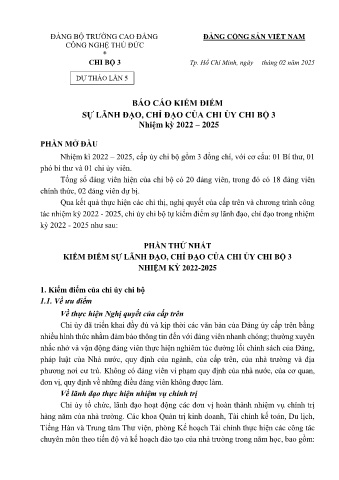 ĐẢNG BỘ TRƯỜNG CAO ĐẲNG
CÔNG NGHỆ THỦ ĐỨC
*
CHI BỘ 3
DỰ THẢO LẦN 5
ĐẢNG CỘNG SẢN VIỆT NAM
Tp. Hồ Chí Minh, ngày tháng 02 năm 2025
BÁO CÁO KIỂM ĐIỂM
SỰ LÃNH ĐẠO, CHỈ ĐẠO CỦA CHI ỦY CHI BỘ 3
Nhiệm kỳ 2022 – 2025
PHẦN MỞ ĐẦU
Nhiệm kì 2022 – 2025, cấp ủy chi bộ gồm 3 đồng chí, với cơ cấu: 01 Bí thư, 01
phó bí thư và 01 chi ủy viên.
Tổng số đảng viên hiện của chi bộ có 20 đảng viên, trong đó có 18 đảng viên
chính thức, 02 đảng viên dự bị.
Qua kết quả thực hiện các chỉ thị, nghị quyết của cấp trên và chương trình công
tác nhiệm kỳ 2022 - 2025, chi ủy chi bộ tự kiểm điểm sự lãnh đạo, chỉ đạo trong nhiệm
kỳ 2022 - 2025 như sau:
PHẦN THỨ NHẤT
KIỂM ĐIỂM SỰ LÃNH ĐẠO, CHỈ ĐẠO CỦA CHI ỦY CHI BỘ 3
NHIỆM KỲ 2022-2025
1. Kiểm điểm của chi ủy chi bộ
1.1. Về ưu điểm
Về thực hiện Nghị quyết của cấp trên
Chi ủy đã triển khai đầy đủ và kịp thời các văn bản của Đảng ủy cấp trên bằng
nhiều hình thức nhằm đảm bảo thông tin đến với đảng viên nhanh chóng; thường xuyên
nhắc nhở và vận động đảng viên thực hiện nghiêm túc đường lối chính sách của Đảng,
pháp luật của Nhà nước, quy định của ngành, của cấp trên, của nhà trường và địa
phương nơi cư trú. Không có đảng viên vi phạm quy định của nhà nước, của cơ quan,
đơn vị, quy định về những điều đảng viên không được làm.
Về lãnh đạo thực hiện nhiệm vụ chính trị
Chi ủy tổ chức, lãnh đạo hoạt động các đơn vị hoàn thành nhiệm vụ chính trị
hàng năm của nhà trường. Các khoa Quản trị kinh doanh, Tài chính kế toán, Du lịch,
Tiếng Hàn và Trung tâm Thư viện, phòng Kế hoạch Tài chính thực hiện các công tác
chuyên môn theo tiến độ và kế hoạch đào tạo của nhà trường trong năm học, bao gồm: